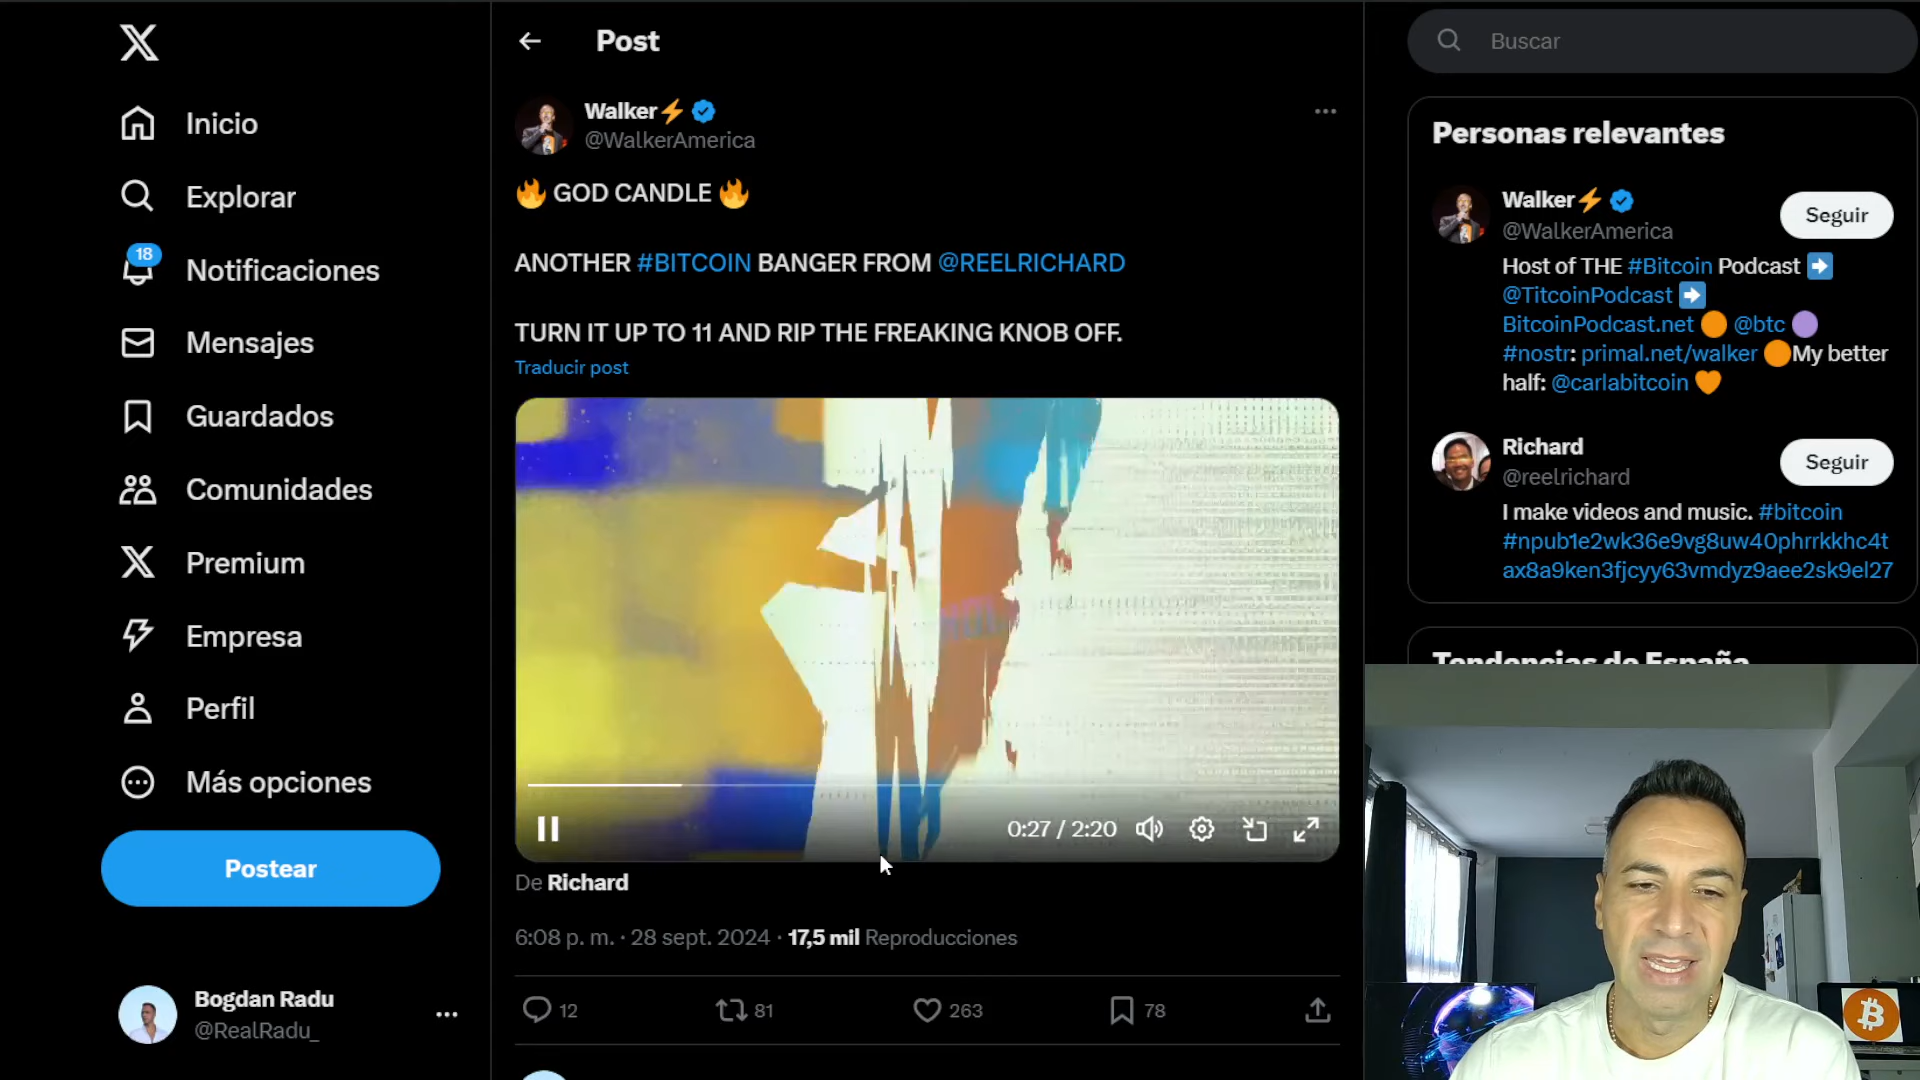 Inicio
Explorar
18
Notificaciones
Mensajes
Guardados
Comunidades
Premium
Empresa
Perfil
Más opciones
Postear
Bogdan Radu
@RealRadu_
Post
Walker⚡
@WalkerAmerica
🔥 GOD CANDLE 🔥
ANOTHER #BITCOIN BANGER FROM @REELRICHARD
TURN IT UP TO 11 AND RIP THE FREAKING KNOB OFF.
Traducir post
0:27 / 2:20
De Richard
6:08 p. m. · 28 sept. 2024 · 17,5 mil Reproducciones
12
81
263
78
Buscar
Personas relevantes
Walker⚡
Seguir
@WalkerAmerica
Host of THE #Bitcoin Podcast ➡️
@TitcoinPodcast ➡️
BitcoinPodcast.net 🟠 @btc 🟣
#nostr: primal.net/walker 🟠My better
half: @carlabitcoin 🧡
Richard
Seguir
@reelrichard
I make videos and music. #bitcoin
#npub1e2wk36e9vg8uw40phrrkkhc4t
ax8a9ken3fjcyy63vmdyz9aee2sk9el27
Tendencias de España